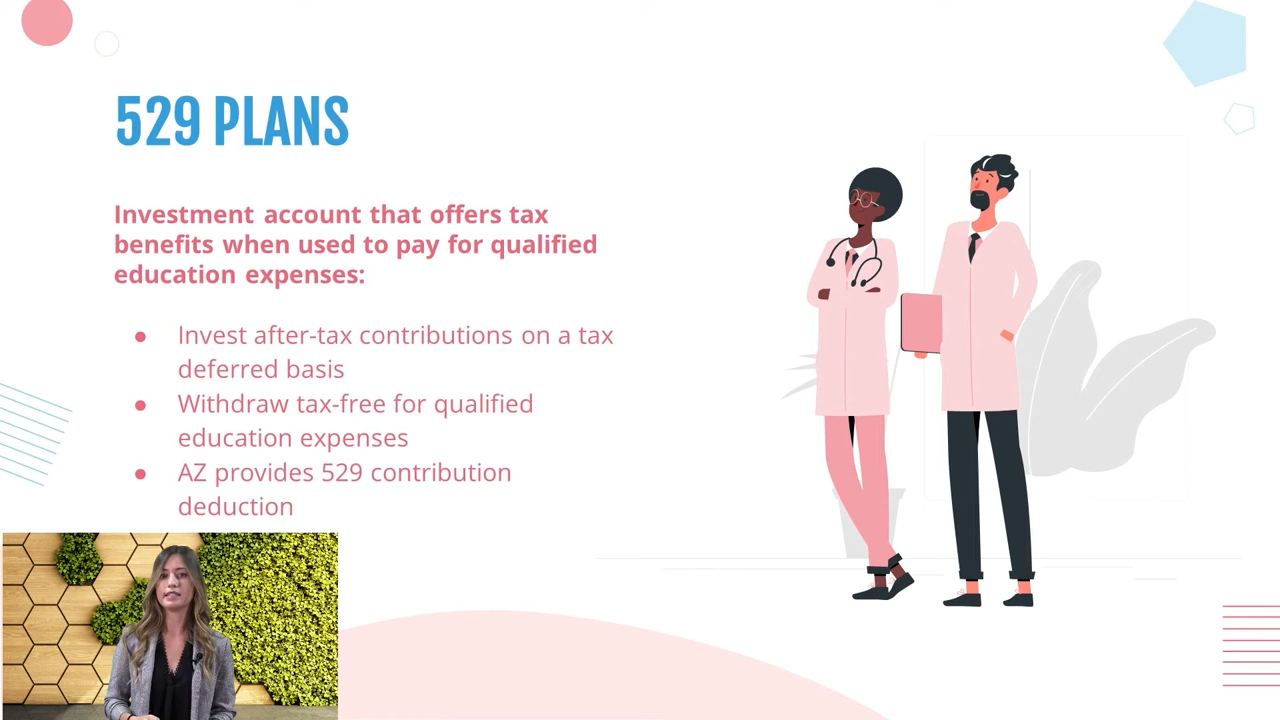 529 PLANS
Investment account that offers tax
benefits when used to pay for qualified
education expenses:
● Invest after-tax contributions on a tax
deferred basis
● Withdraw tax-free for qualified
education expenses
● AZ provides 529 contribution
deduction